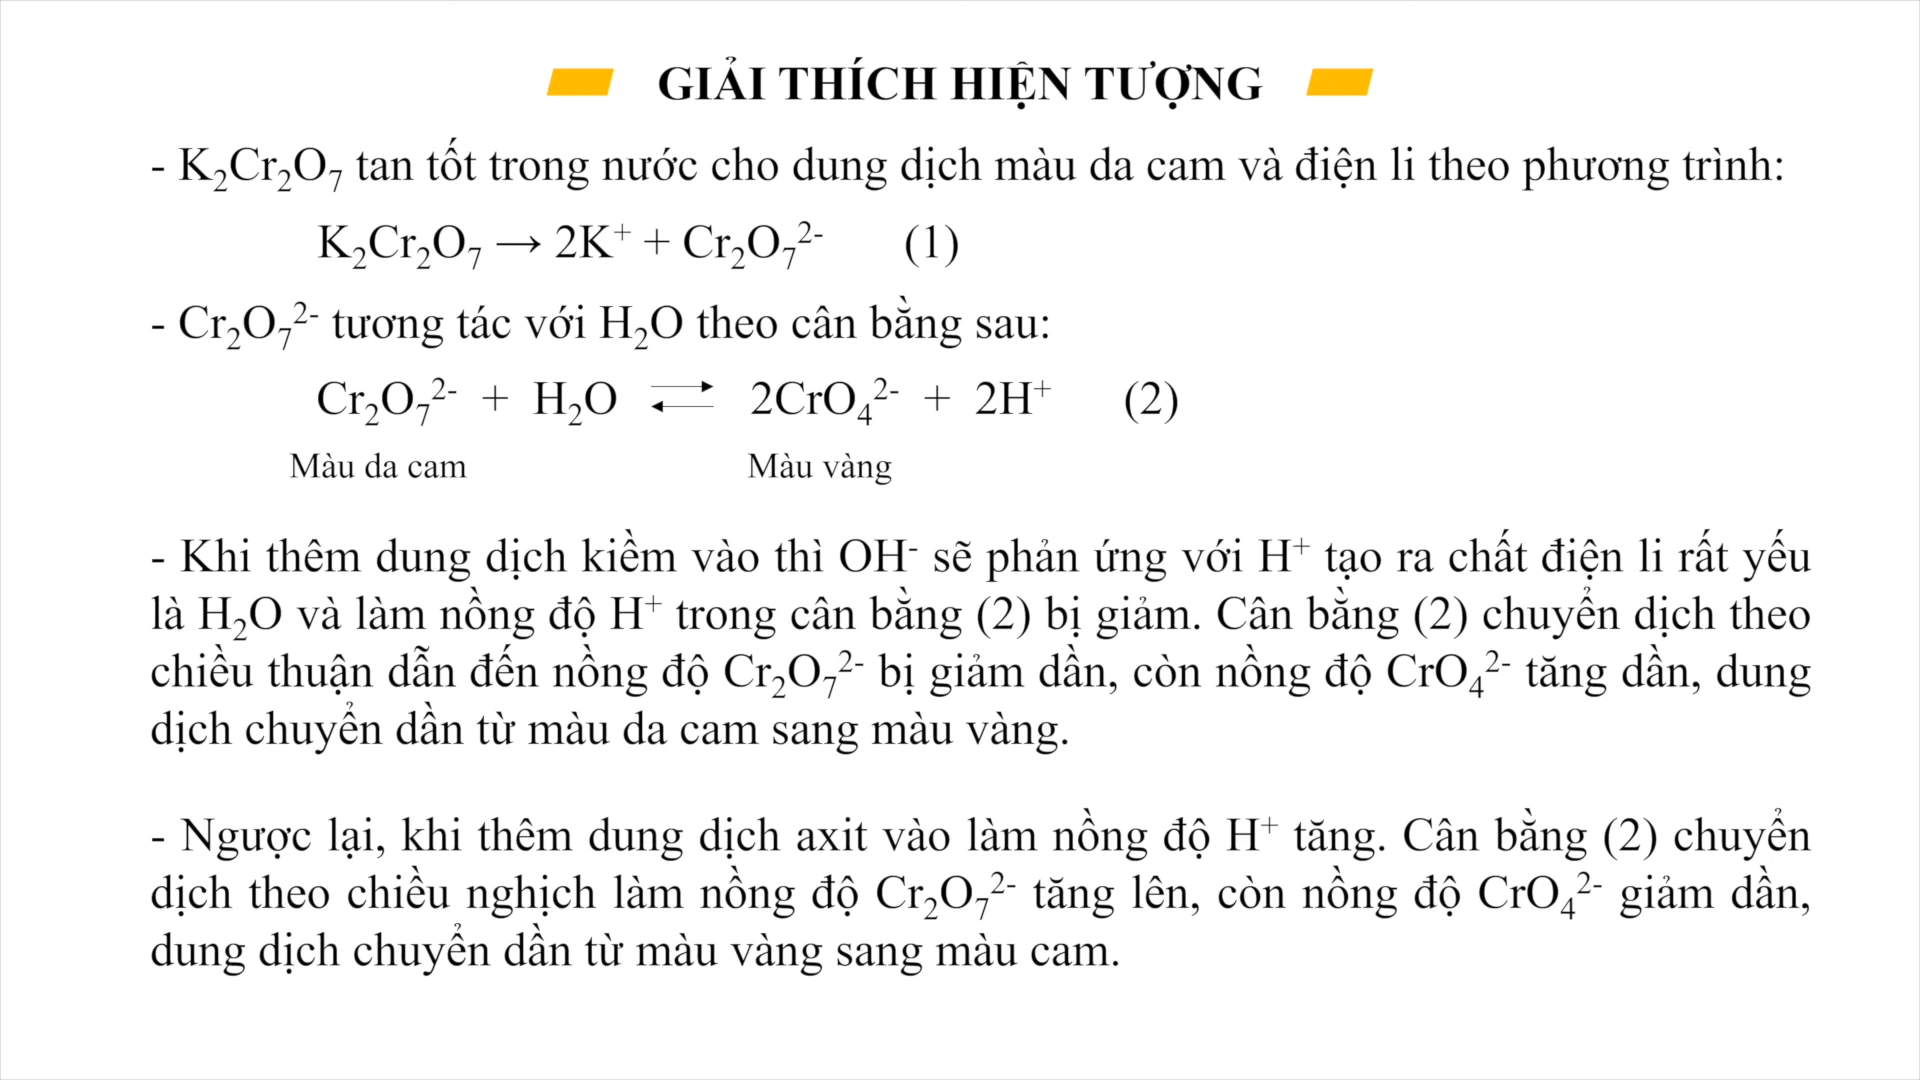 GIẢI THÍCH HIỆN TƯỢNG
- K₂Cr₂O₇ tan tốt trong nước cho dung dịch màu da cam và điện li theo phương trình:
K₂Cr₂O₇ → 2K⁺ + Cr₂O₇²⁻ (1)
- Cr₂O₇²⁻ tương tác với H₂O theo cân bằng sau:
Cr₂O₇²⁻ + H₂O ⇄ 2CrO₄²⁻ + 2H⁺ (2)
Màu da cam Màu vàng
- Khi thêm dung dịch kiềm vào thì OH⁻ sẽ phản ứng với H⁺ tạo ra chất điện li rất yếu
là H₂O và làm nồng độ H⁺ trong cân bằng (2) bị giảm. Cân bằng (2) chuyển dịch theo
chiều thuận dẫn đến nồng độ Cr₂O₇²⁻ bị giảm dần, còn nồng độ CrO₄²⁻ tăng dần, dung
dịch chuyển dần từ màu da cam sang màu vàng.
- Ngược lại, khi thêm dung dịch axit vào làm nồng độ H⁺ tăng. Cân bằng (2) chuyển
dịch theo chiều nghịch làm nồng độ Cr₂O₇²⁻ tăng lên, còn nồng độ CrO₄²⁻ giảm dần,
dung dịch chuyển dần từ màu vàng sang màu cam.